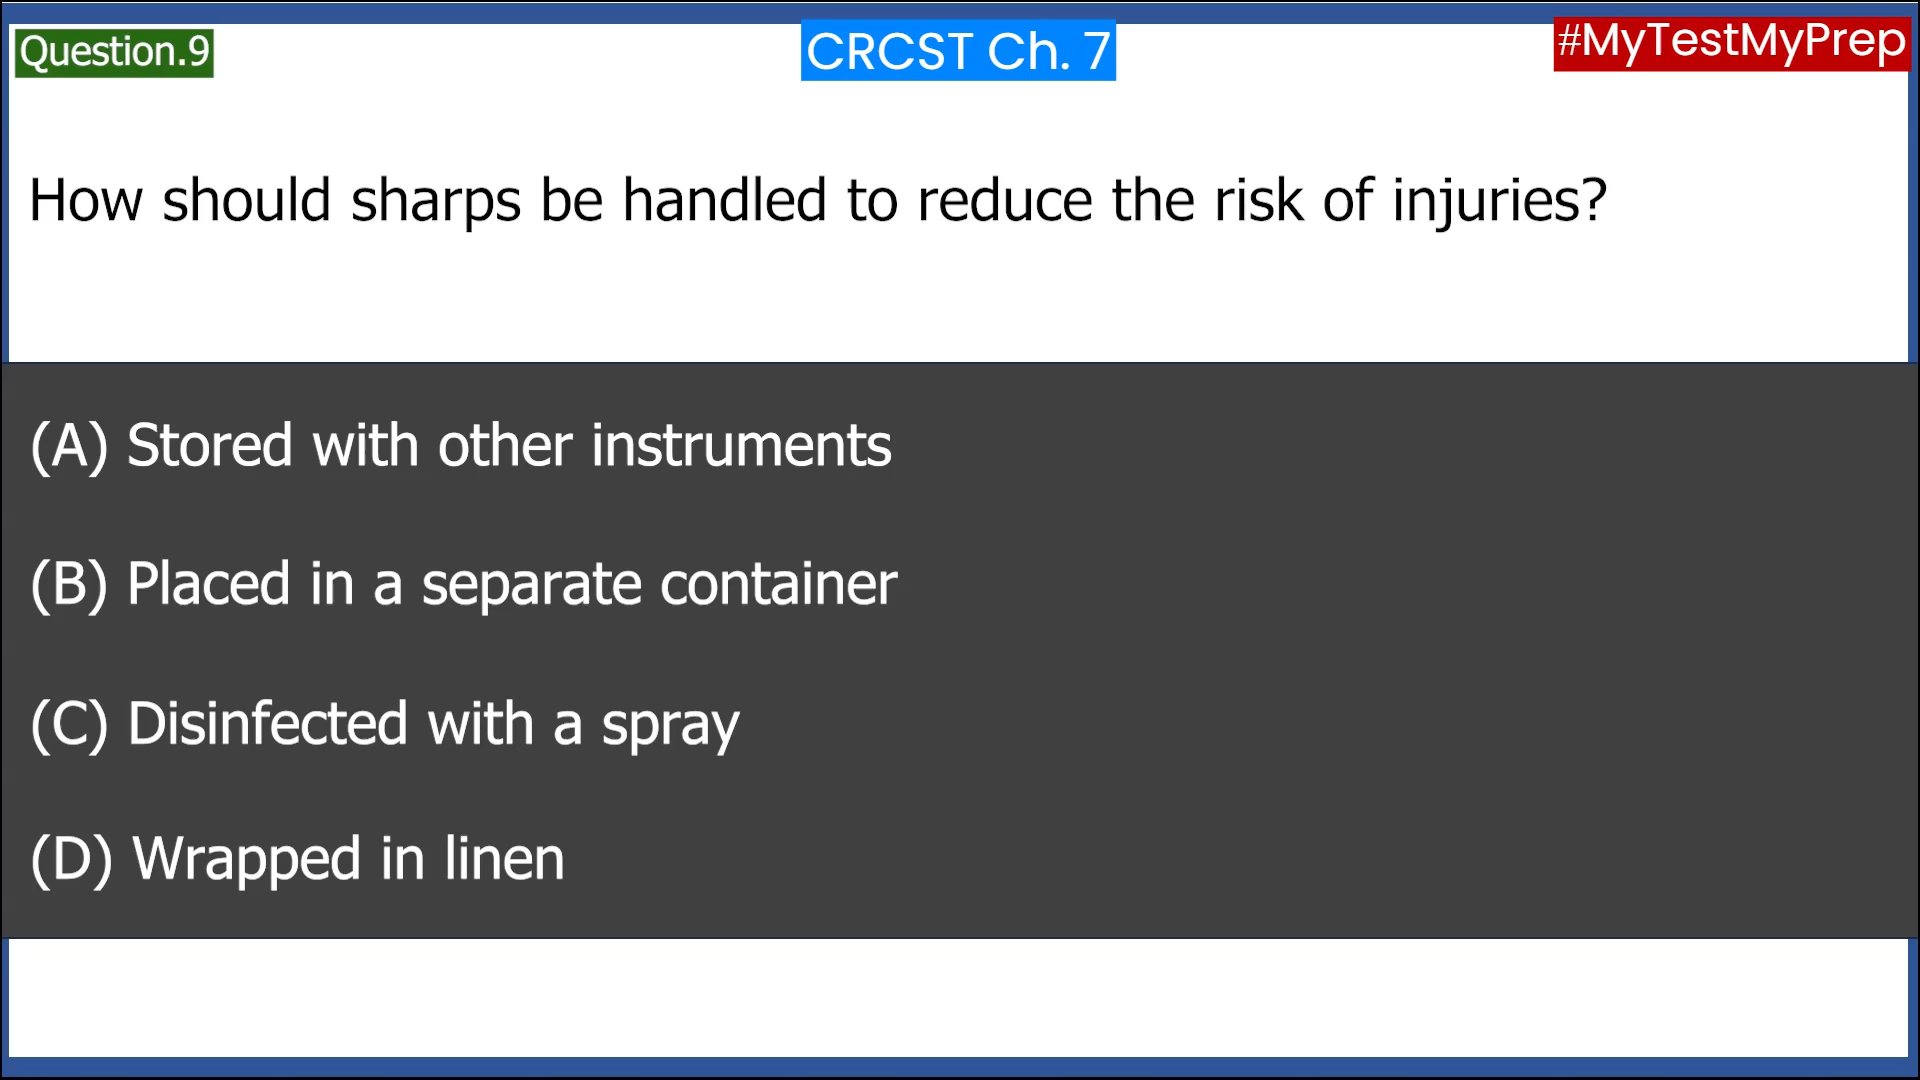 Question.9
CRCST Ch. 7
#MyTestMyPrep
How should sharps be handled to reduce the risk of injuries?
(A) Stored with other instruments
(B) Placed in a separate container
(C) Disinfected with a spray
(D) Wrapped in linen